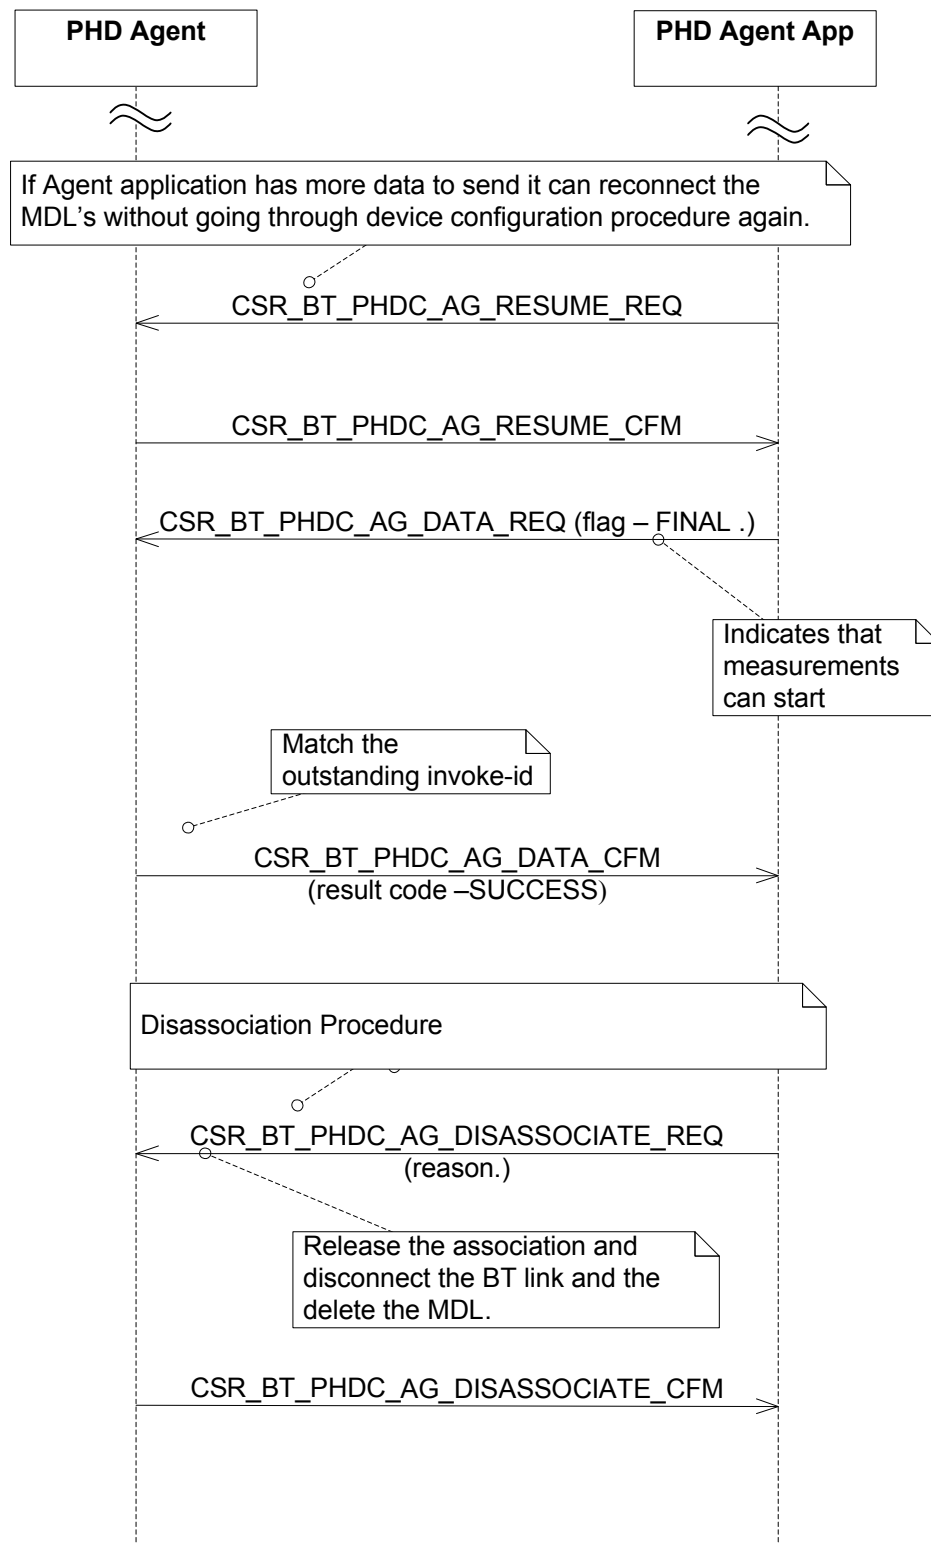 PHD Agent
PHD Agent App
If Agent application has more data to send it can reconnect the
MDL's without going through device configuration procedure again.
CSR_BT_PHDC_AG_RESUME_REQ
CSR_BT_PHDC_AG_RESUME_CFM
CSR_BT_PHDC_AG_DATA_REQ (flag – FINAL .)
Indicates that
measurements
can start
Match the
outstanding invoke-id
CSR_BT_PHDC_AG_DATA_CFM
(result code –SUCCESS)
Disassociation Procedure
CSR_BT_PHDC_AG_DISASSOCIATE_REQ
(reason.)
Release the association and
disconnect the BT link and the
delete the MDL.
CSR_BT_PHDC_AG_DISASSOCIATE_CFM